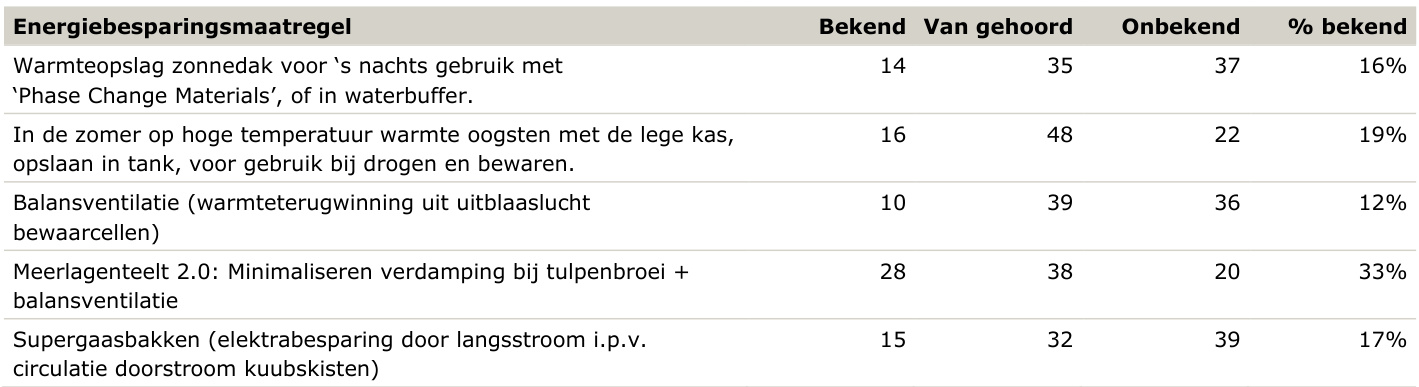 Energiebesparingsmaatregel Bekend Van gehoord Onbekend % bekend
Warmteopslag zonnedak voor ‘s nachts gebruik met 14 35 37 16%
‘Phase Change Materials’, of in waterbuffer.
In de zomer op hoge temperatuur warmte oogsten met de lege kas, 16 48 22 19%
opslaan in tank, voor gebruik bij drogen en bewaren.
Balansventilatie (warmteterugwinning uit uitblaaslucht 10 39 36 12%
bewaarcellen)
Meerlagenteelt 2.0: Minimaliseren verdamping bij tulpenbroei + 28 38 20 33%
balansventilatie
Supergaasbakken (elektrabesparing door langsstroom i.p.v. 15 32 39 17%
circulatie doorstroom kuubskisten)